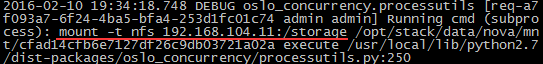 2016-02-10 19:34:18.748 DEBUG oslo_concurrency.processutils [req-a7
f093a7-6f24-4ba5-bfa4-253d1fc01c74 admin admin] Running cmd (subpro
cess): mount -t nfs 192.168.104.11:/storage /opt/stack/data/nova/mn
t/cfad14cfb6e7127df26c9db03721a02a execute /usr/local/lib/python2.7
/dist-packages/oslo_concurrency/processutils.py:250